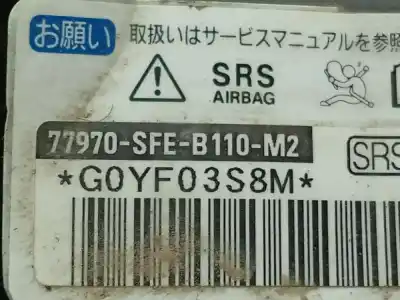 お願い 取扱いはサービスマニュアルを参照
SRS
AIRBAG
77970-SFE-B110-M2
SRS
*G0YF03S8M*